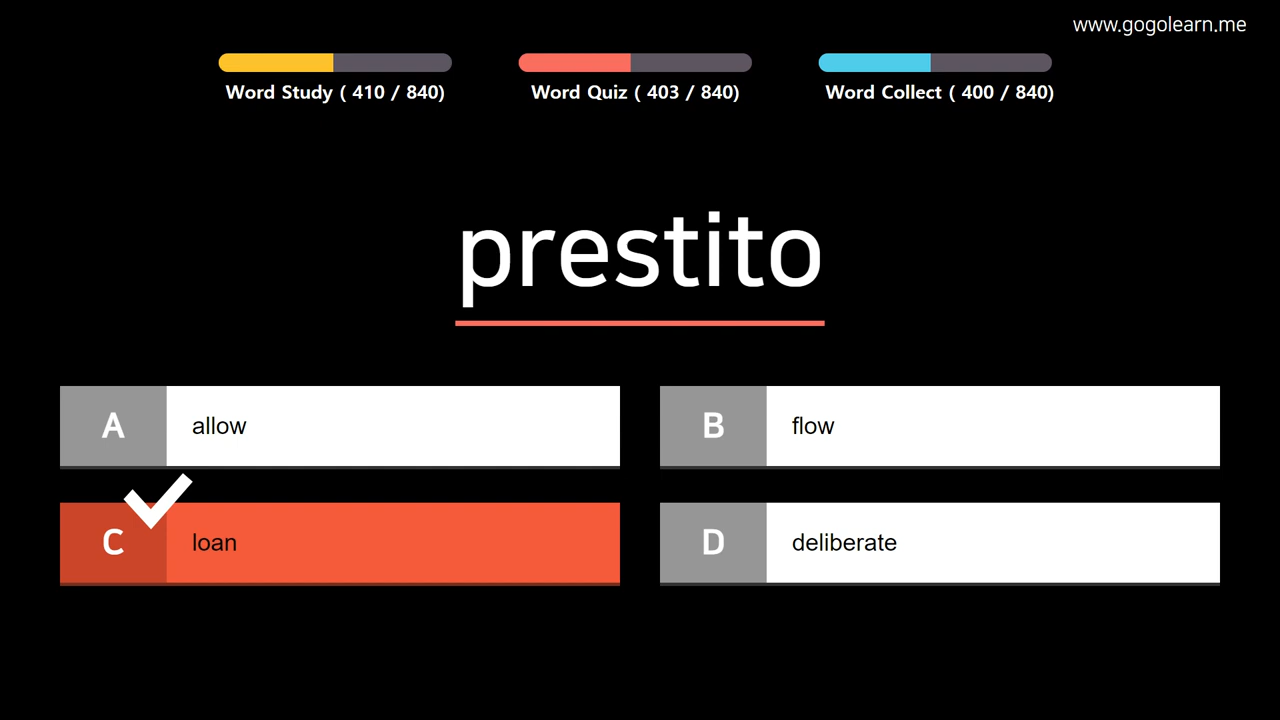 www.gogolearn.me
Word Study ( 410 / 840)
Word Quiz ( 403 / 840)
Word Collect ( 400 / 840)
prestito
A allow
B flow
C loan
D deliberate